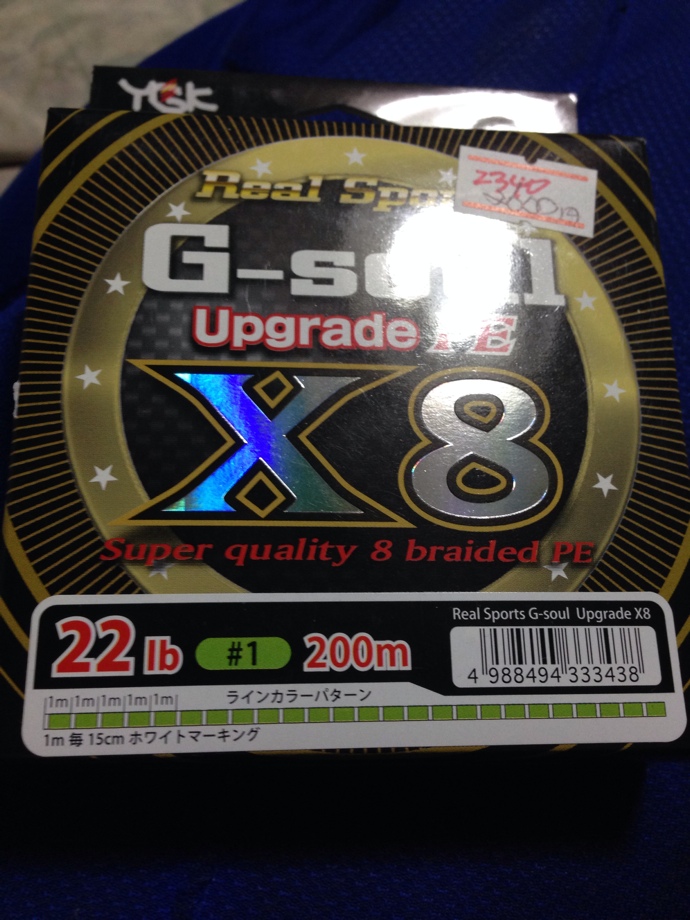 YGK
Real Spo
2340
G-soul
Upgrade PE
X8
Super quality 8 braided PE
22 lb #1 200m
Real Sports G-soul Upgrade X8
4 988494 333438
1m 1m 1m 1m 1m ラインカラーパターン
1m 毎 15cm ホワイトマーキング